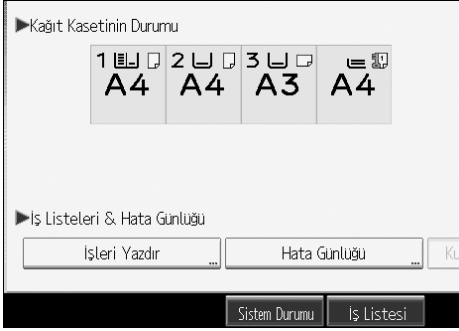 ▶Kağıt Kasetinin Durumu
1 2 3
A4 A4 A3 A4
▶İş Listeleri & Hata Günlüğü
İşleri Yazdır ... Hata Günlüğü ... Ku
Sistem Durumu İş Listesi